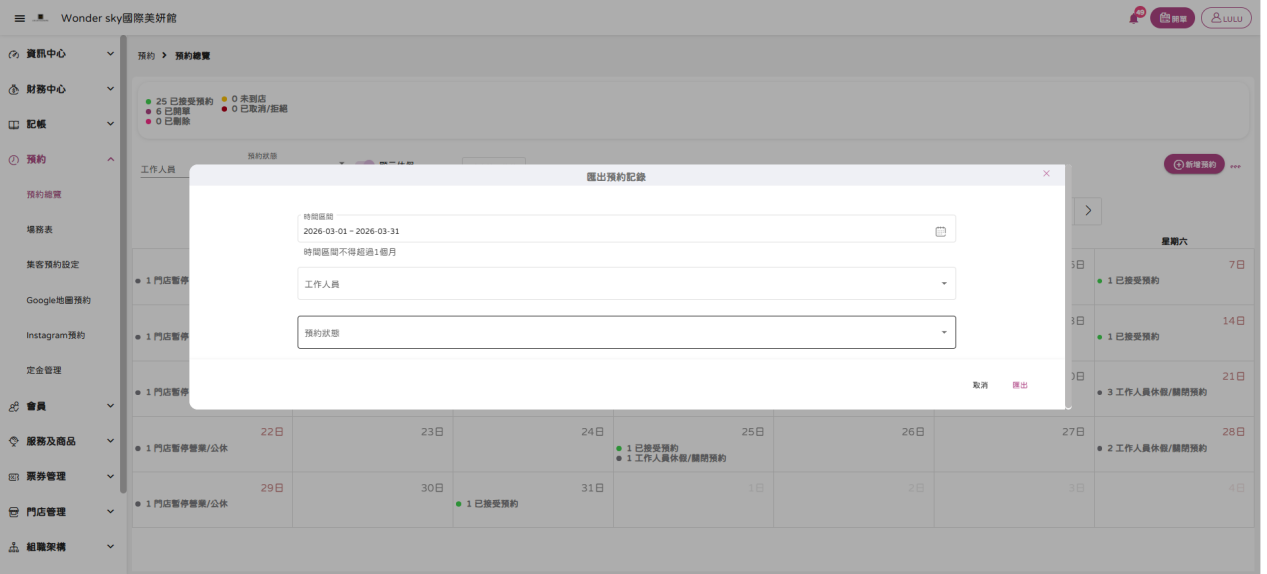 Wonder sky國際美妍館
49
開單
LULU
資訊中心
財務中心
記帳
預約
預約總覽
場務表
集客預約設定
Google地圖預約
Instagram預約
定金管理
會員
服務及商品
票券管理
門店管理
組職架構
預約 > 預約總覽
25 已接受預約
0 未到店
6 已開單
0 已取消/拒絕
0 已刪除
預約狀態
工作人員
新增預約
匯出預約記錄
時間區間
2026-03-01 ~ 2026-03-31
時間區間不得超過1個月
工作人員
預約狀態
取消
匯出
星期六
7日
1 門店暫停
1 已接受預約
14日
1 門店暫停
1 已接受預約
21日
1 門店暫停
3 工作人員休假/關閉預約
22日 23日 24日 25日 26日 27日 28日
1 門店暫停營業/公休
1 已接受預約
1 工作人員休假/關閉預約
2 工作人員休假/關閉預約
29日 30日 31日 1日 2日 3日 4日
1 門店暫停營業/公休
1 已接受預約